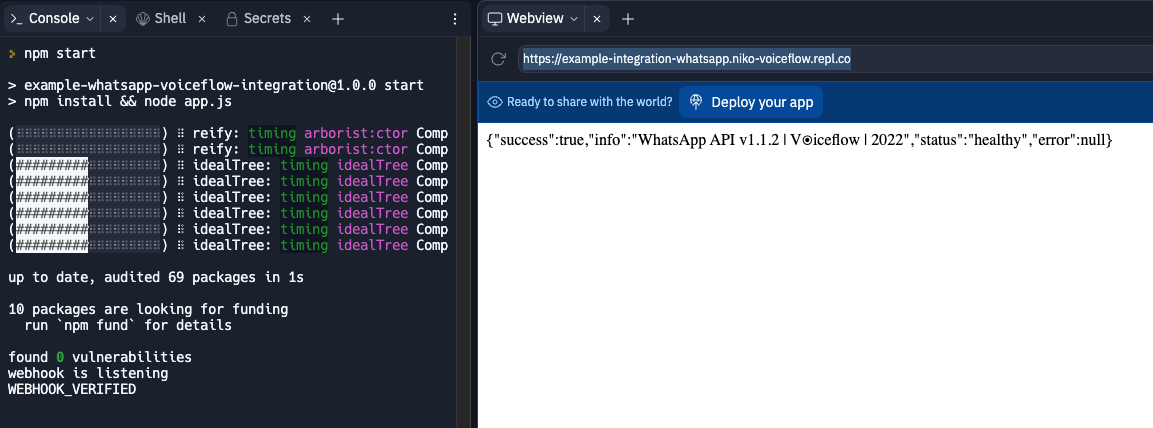 Console
Shell
Secrets
npm start
> example-whatsapp-voiceflow-integration@1.0.0 start
> npm install && node app.js
(⠿⠿⠿⠿⠿⠿⠿⠿⠿⠿⠿⠿⠿⠿⠿⠿⠿⠿) ⠿ reify: timing arborist:ctor Comp
(⠿⠿⠿⠿⠿⠿⠿⠿⠿⠿⠿⠿⠿⠿⠿⠿⠿⠿) ⠿ reify: timing arborist:ctor Comp
(#########⠿⠿⠿⠿⠿⠿⠿⠿⠿) ⠿ idealTree: timing idealTree Comp
(#########⠿⠿⠿⠿⠿⠿⠿⠿⠿) ⠿ idealTree: timing idealTree Comp
(#########⠿⠿⠿⠿⠿⠿⠿⠿⠿) ⠿ idealTree: timing idealTree Comp
(#########⠿⠿⠿⠿⠿⠿⠿⠿⠿) ⠿ idealTree: timing idealTree Comp
(#########⠿⠿⠿⠿⠿⠿⠿⠿⠿) ⠿ idealTree: timing idealTree Comp
(#########⠿⠿⠿⠿⠿⠿⠿⠿⠿) ⠿ idealTree: timing idealTree Comp
up to date, audited 69 packages in 1s
10 packages are looking for funding
run `npm fund` for details
found 0 vulnerabilities
webhook is listening
WEBHOOK_VERIFIED
Webview
https://example-integration-whatsapp.niko-voiceflow.repl.co
Ready to share with the world?
Deploy your app
{"success":true,"info":"WhatsApp API v1.1.2 | V⦿iceflow | 2022","status":"healthy","error":null}